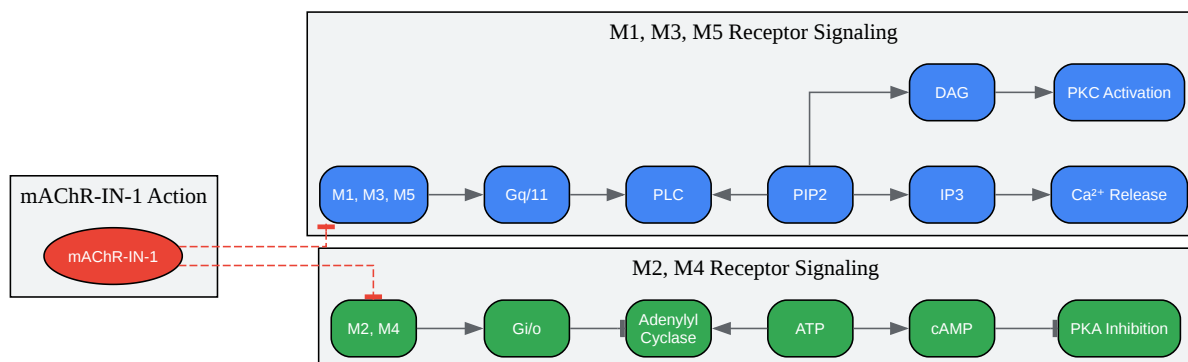 M1, M3, M5 Receptor Signaling
DAG
PKC Activation
mAChR-IN-1 Action
M1, M3, M5
Gq/11
PLC
PIP2
IP3
Ca²⁺ Release
mAChR-IN-1
M2, M4 Receptor Signaling
M2, M4
Gi/o
Adenylyl
Cyclase
ATP
cAMP
PKA Inhibition